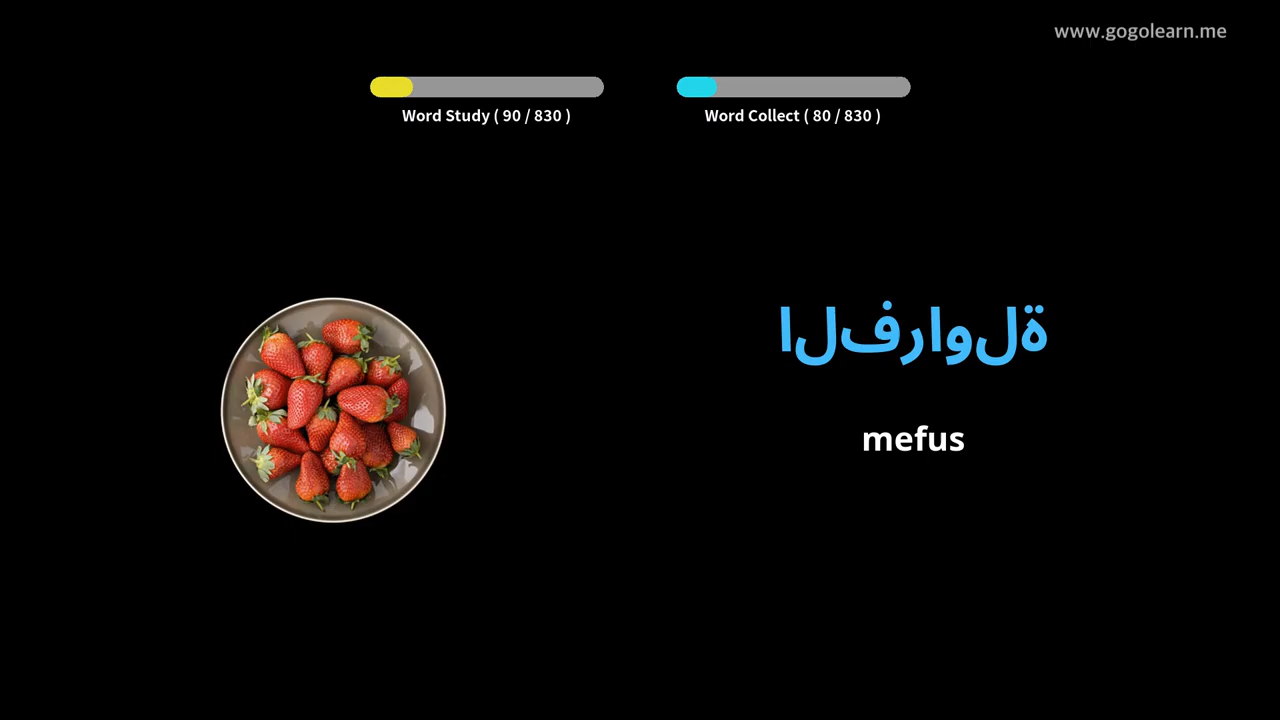 www.gogolearn.me
Word Study ( 90 / 830 )
Word Collect ( 80 / 830 )
الفراولة
mefus